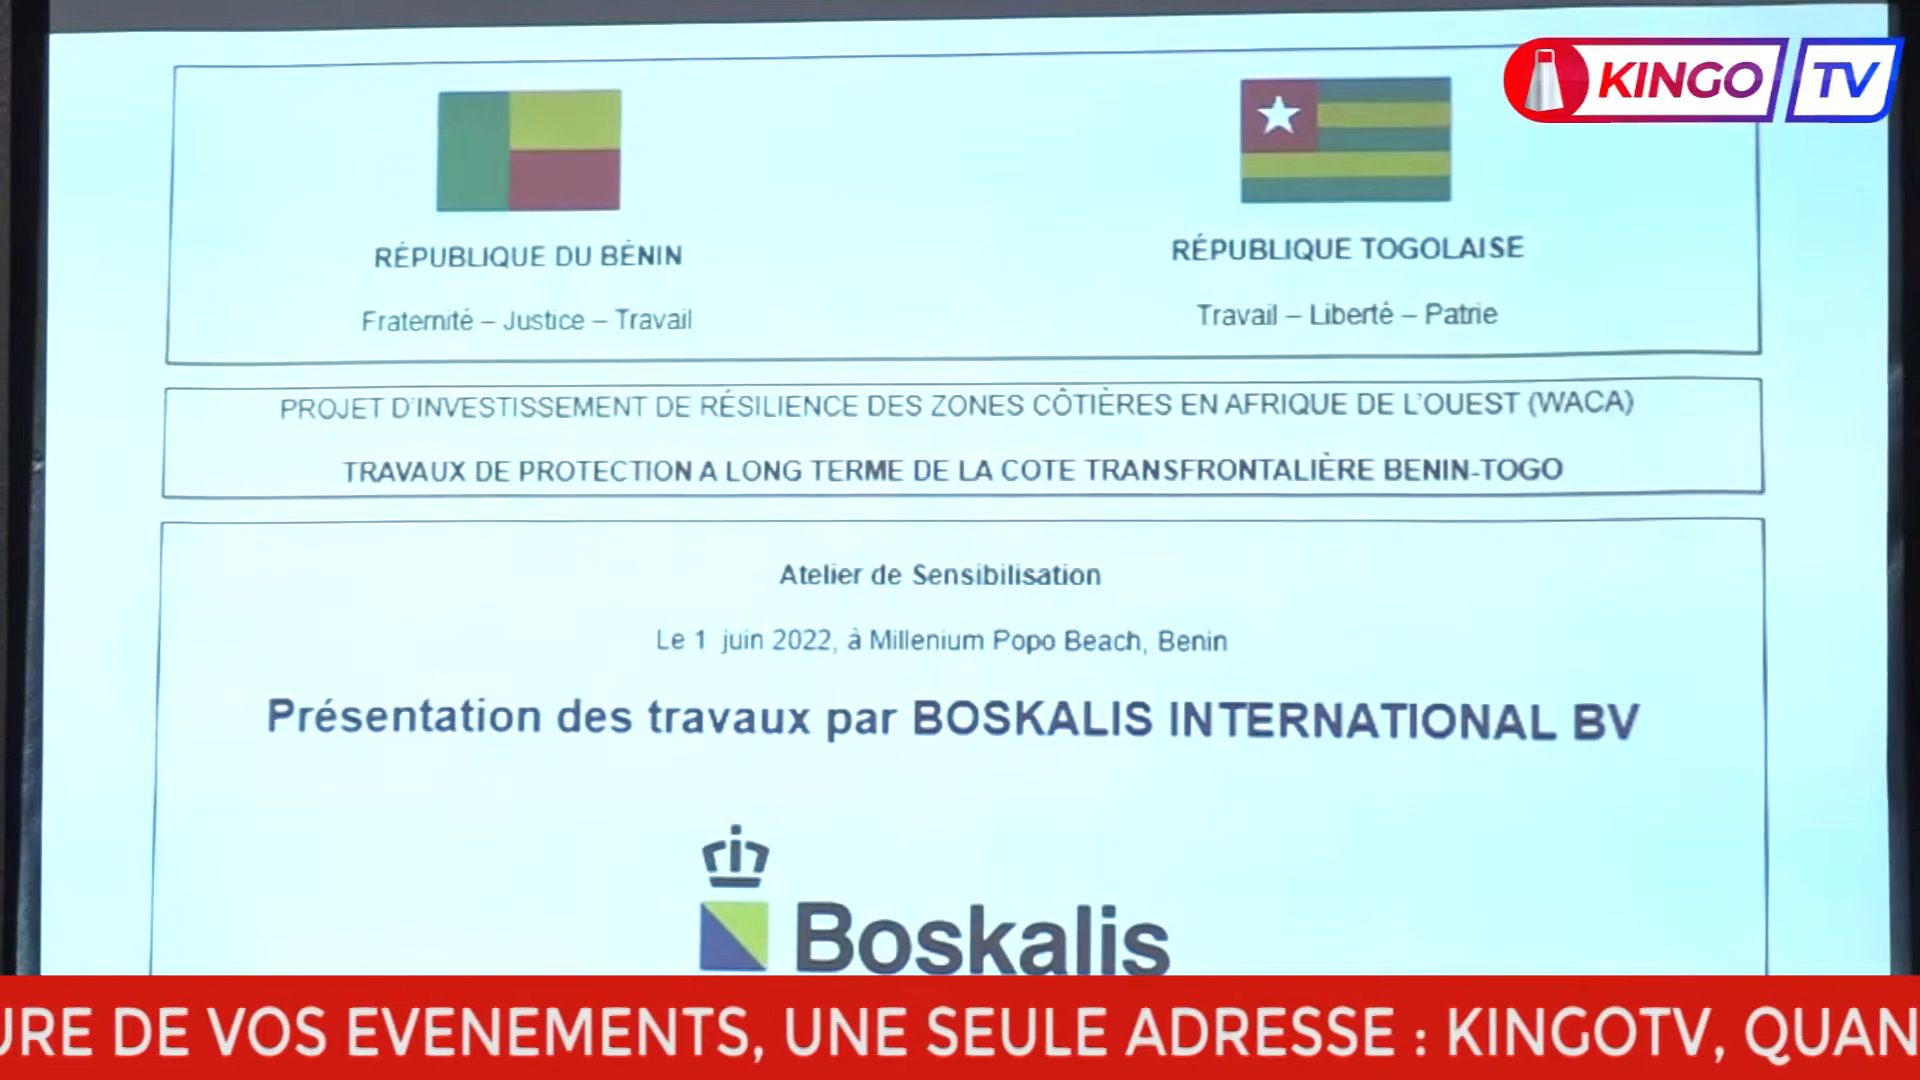 KINGO TV
RÉPUBLIQUE DU BÉNIN
Fraternité – Justice – Travail
RÉPUBLIQUE TOGOLAISE
Travail – Liberté – Patrie
PROJET D'INVESTISSEMENT DE RÉSILIENCE DES ZONES CÔTIÈRES EN AFRIQUE DE L'OUEST (WACA)
TRAVAUX DE PROTECTION A LONG TERME DE LA COTE TRANSFRONTALIÈRE BENIN-TOGO
Atelier de Sensibilisation
Le 1 juin 2022, à Millenium Popo Beach, Benin
Présentation des travaux par BOSKALIS INTERNATIONAL BV
Boskalis
URE DE VOS EVENEMENTS, UNE SEULE ADRESSE : KINGOTV, QUAN